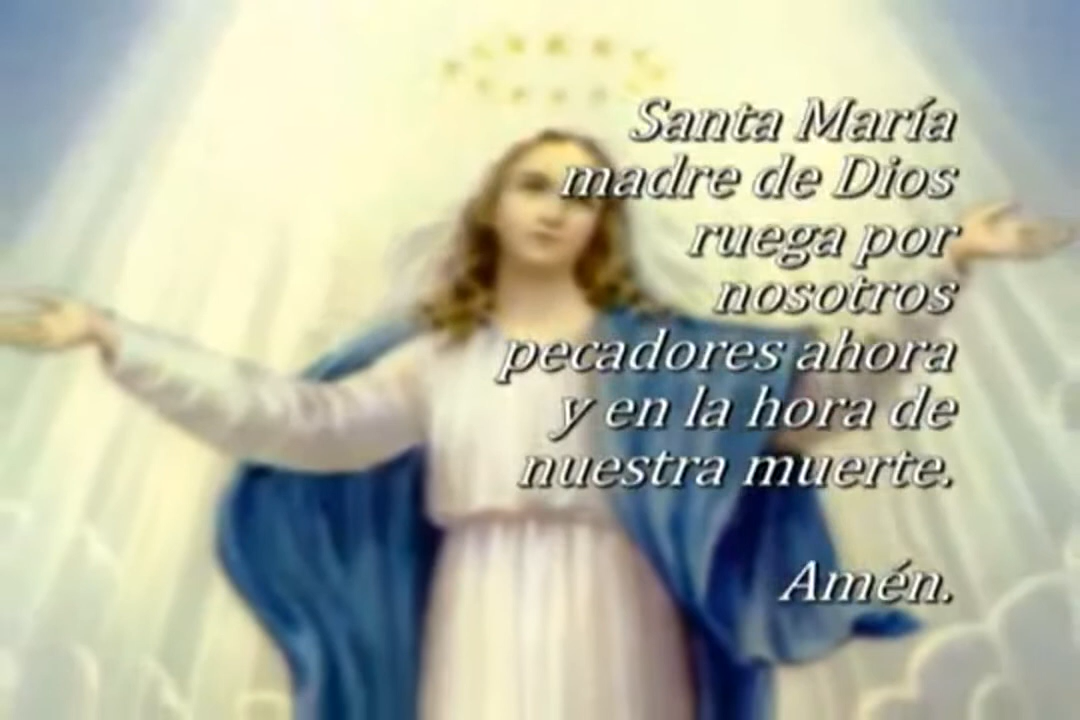 Santa María
madre de Dios
ruega por
nosotros
pecadores ahora
y en la hora de
nuestra muerte.
Amén.